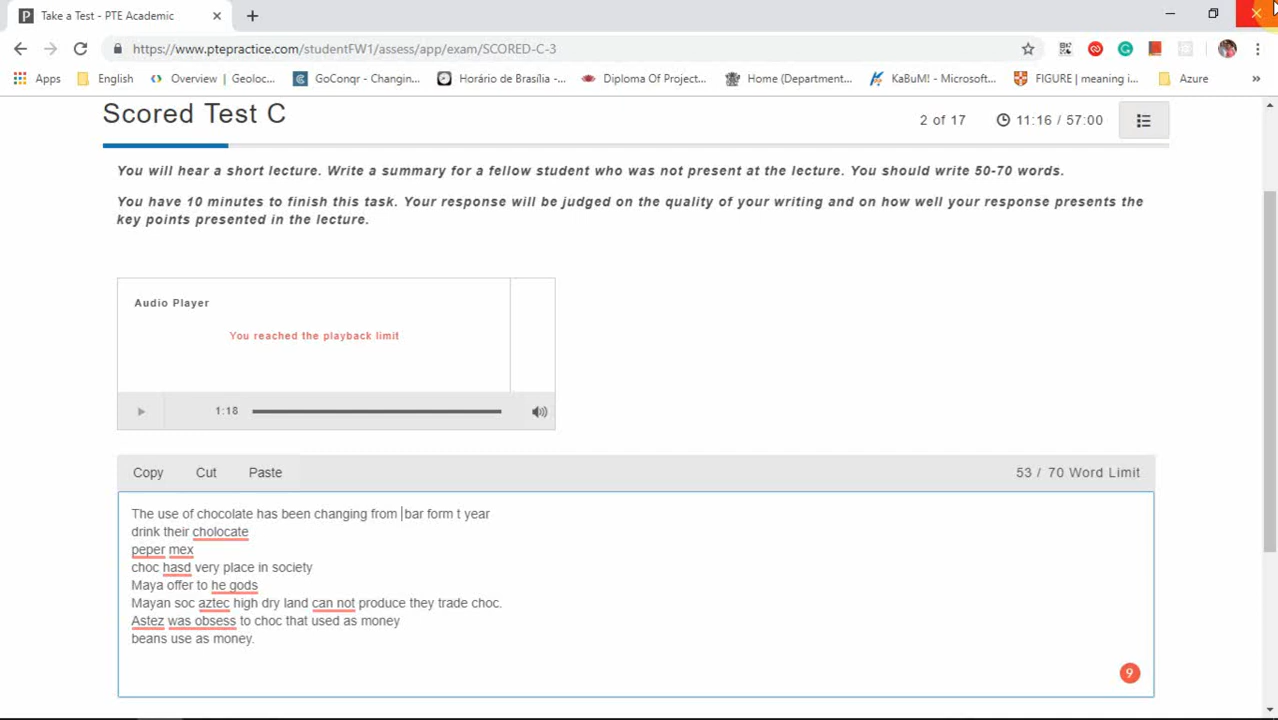 Take a Test - PTE Academic
https://www.ptepractice.com/studentFW1/assess/app/exam/SCORED-C-3
Apps English Overview | Geoloc... GoConqr - Changin... Horário de Brasília -... Diploma Of Project... Home (Department... KaBuM! - Microsoft... FIGURE | meaning i... Azure »
Scored Test C 2 of 17 11:16 / 57:00
You will hear a short lecture. Write a summary for a fellow student who was not present at the lecture. You should write 50-70 words.
You have 10 minutes to finish this task. Your response will be judged on the quality of your writing and on how well your response presents the
key points presented in the lecture.
Audio Player
You reached the playback limit
1:18
Copy Cut Paste 53 / 70 Word Limit
The use of chocolate has been changing from bar form t year
drink their cholocate
peper mex
choc hasd very place in society
Maya offer to he gods
Mayan soc aztec high dry land can not produce they trade choc.
Astez was obsess to choc that used as money
beans use as money.
9